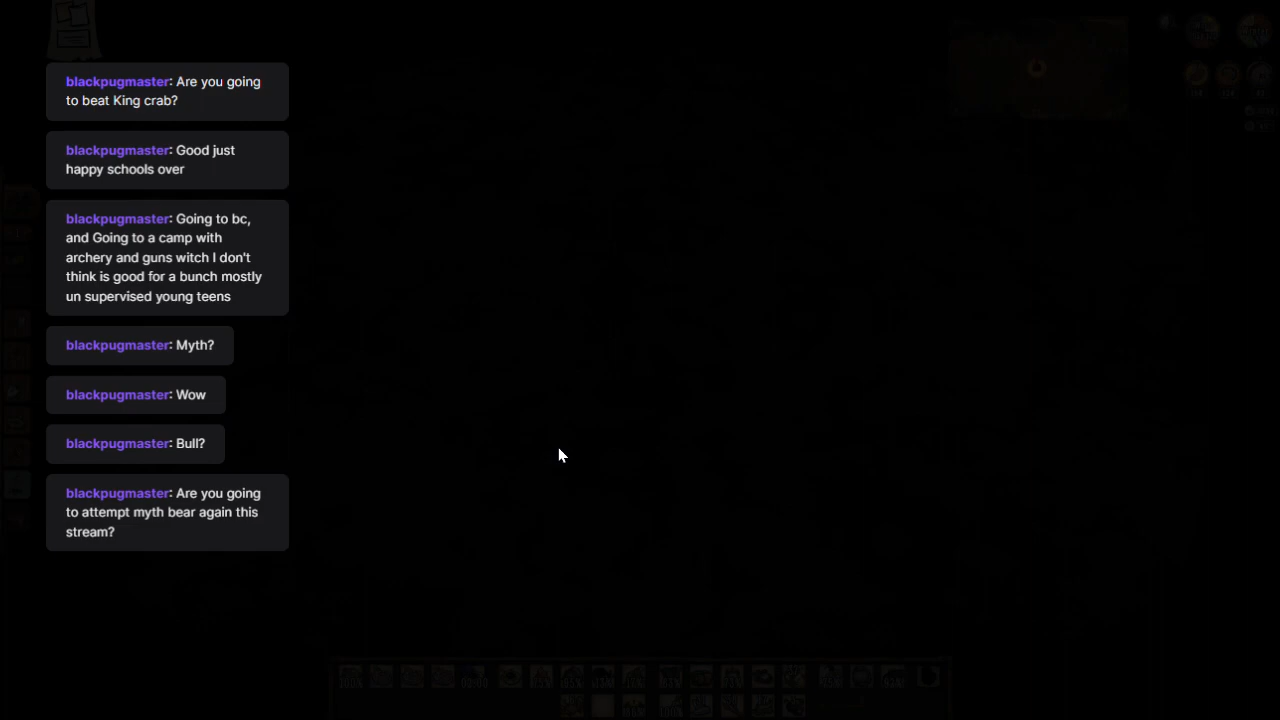 blackpugmaster: Are you going
to beat King crab?
blackpugmaster: Good just
happy schools over
blackpugmaster: Going to bc,
and Going to a camp with
archery and guns witch I don't
think is good for a bunch mostly
un supervised young teens
blackpugmaster: Myth?
blackpugmaster: Wow
blackpugmaster: Bull?
blackpugmaster: Are you going
to attempt myth bear again this
stream?